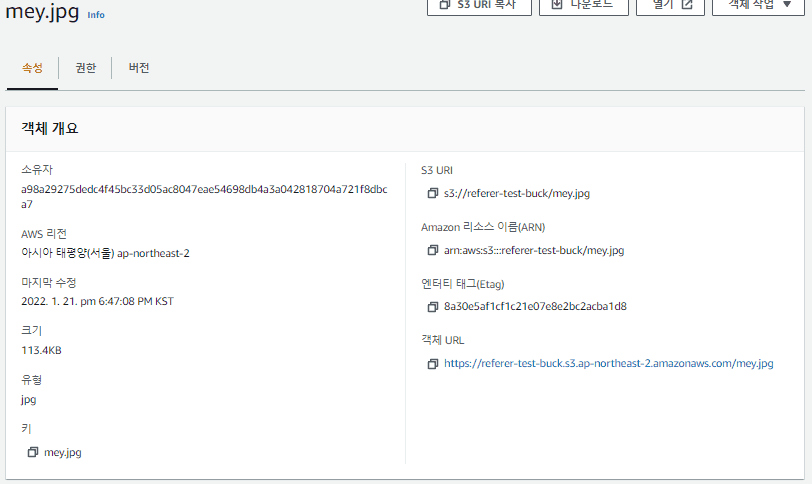 mey.jpg Info
S3 URI 복사
다운로드
열기
객체 작업
속성
권한
버전
객체 개요
소유자
a98a29275dedc4f45bc33d05ac8047eae54698db4a3a042818704a721f8dbc
a7
AWS 리전
아시아 태평양(서울) ap-northeast-2
마지막 수정
2022. 1. 21. pm 6:47:08 PM KST
크기
113.4KB
유형
jpg
키
mey.jpg
S3 URI
s3://referer-test-buck/mey.jpg
Amazon 리소스 이름(ARN)
arn:aws:s3:::referer-test-buck/mey.jpg
엔터티 태그(Etag)
8a30e5af1cf1c21e07e8e2bc2acba1d8
객체 URL
https://referer-test-buck.s3.ap-northeast-2.amazonaws.com/mey.jpg